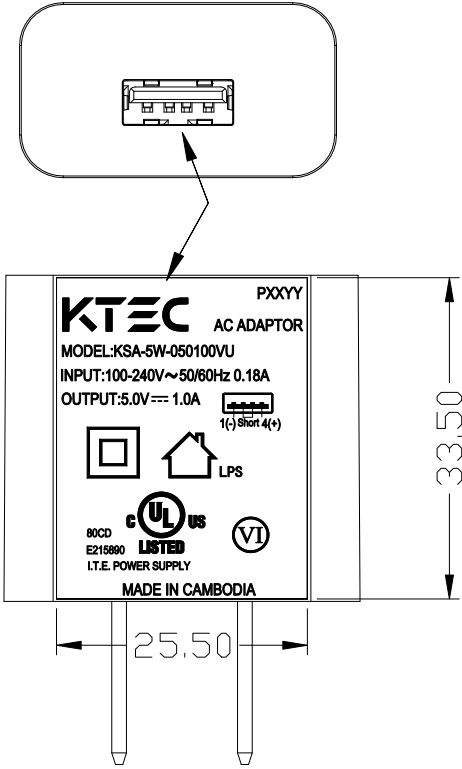 PXXYY
KTEC
AC ADAPTOR
MODEL:KSA-5W-050100VU
INPUT:100-240V～50/60Hz 0.18A
OUTPUT:5.0V⎓1.0A
1(-) Short 4(+)
LPS
C UL US
LISTED
80CD
E215890
I.T.E. POWER SUPPLY
VI
MADE IN CAMBODIA
33.50
25.50